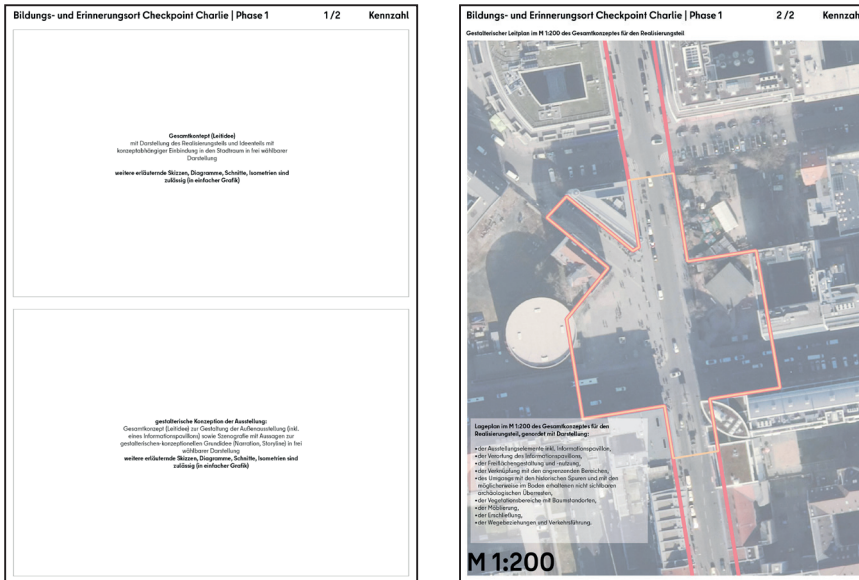 Bildungs- und Erinnerungsort Checkpoint Charlie | Phase 1 1/2 Kennzahl
Gesamtkontept (Leitidee)
mit Darstellung des Realisierungsteils und Ideenteils mit
konzeptabhängiger Einbindung in den Stadtraum in frei wählbarer
Darstellung
weitere erläuternde Skizzen, Diagramme, Schnitte, Isometrien sind
zulässig (in einfacher Grafik)
gestalterische Konzeption der Ausstellung:
Gesamtkonzept (Leitidee) zur Gestaltung der Außenausstellung (inkl.
eines Informationspavillons) sowie Szenografie mit Aussagen zur
gestalterischen-konzeptionellen Grundidee (Narration, Storyline) in frei
wählbarer Darstellung
weitere erläuternde Skizzen, Diagramme, Schnitte, Isometrien sind
zulässig (in einfacher Grafik)
Bildungs- und Erinnerungsort Checkpoint Charlie | Phase 1 2/2 Kennzahl
Gestalterischer Leitplan im M 1:200 des Gesamtkonzeptes für den Realisierungsteil
Lageplan im M 1:200 des Gesamtkonzeptes für den
Realisierungsteil, genordet mit Darstellung:
•der Ausstellungselemente inkl. Informationspavillon,
•der Verortung des Informationspavillons,
•der Freiflächengestaltung und -nutzung,
•der Verknüpfung mit den angrenzenden Bereichen,
•des Umgangs mit den historischen Spuren und mit den
möglicherweise im Boden erhaltenen nicht sichtbaren
archäologischen Überresten,
•der Vegetationsbereiche mit Baumstandorten,
•der Möblierung,
•der Erschließung,
•der Wegebeziehungen und Verkehrsführung.
M 1:200